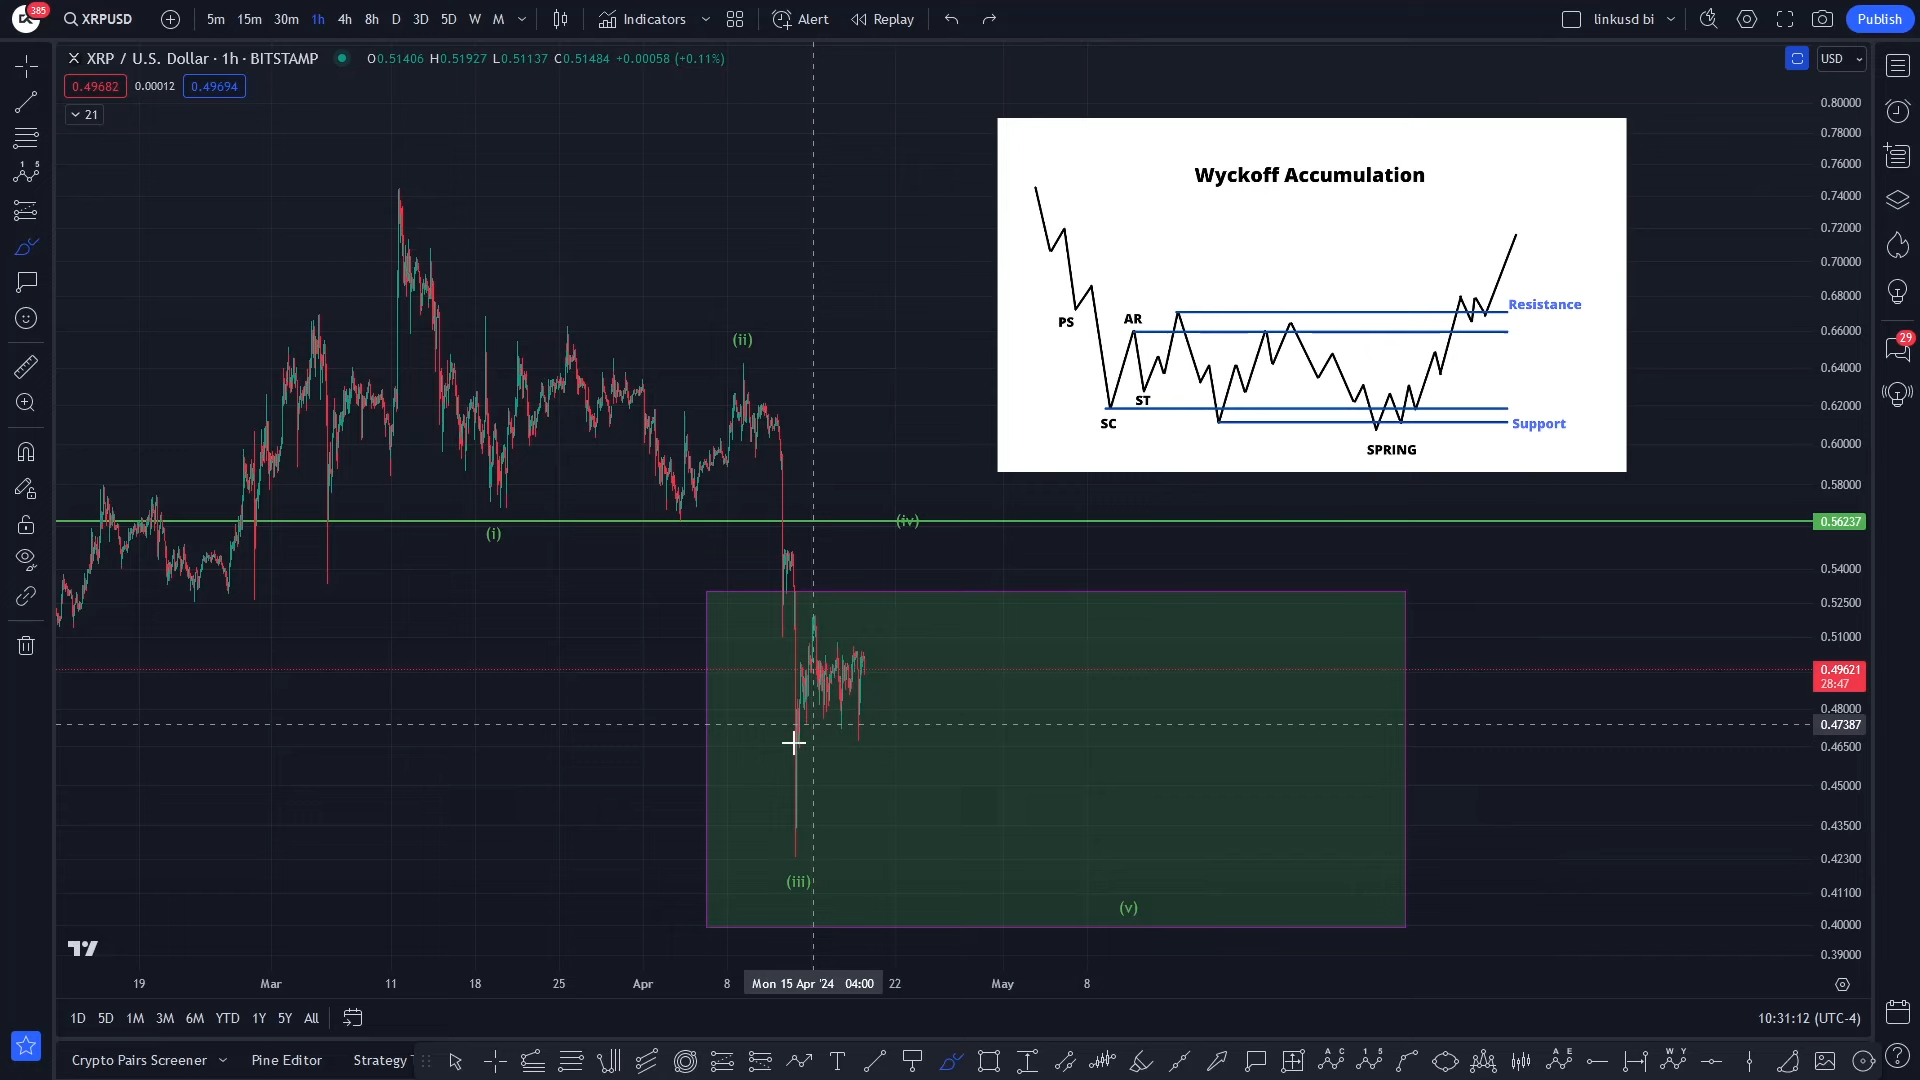 385
XRPUSD
5m 15m 30m 1h 4h 8h D 3D 5D W M
Indicators
Alert
Replay
linkusd bi
Publish
XRP / U.S. Dollar · 1h · BITSTAMP
O0.51406 H0.51927 L0.51137 C0.51484 +0.00058 (+0.11%)
USD
0.49682 0.00012 0.49694
21
Wyckoff Accumulation
PS
AR
ST
SC
SPRING
Resistance
Support
(i)
(ii)
(iii)
(iv)
(v)
0.80000
0.78000
0.76000
0.74000
0.72000
0.70000
0.68000
0.66000
0.64000
0.62000
0.60000
0.58000
0.56237
0.54000
0.52500
0.51000
0.49621
28:47
0.48000
0.47387
0.46500
0.45000
0.43500
0.42300
0.41100
0.40000
0.39000
29
19 Mar 11 18 25 Apr 8 Mon 15 Apr '24 04:00 22 May 8
1D 5D 1M 3M 6M YTD 1Y 5Y All
10:31:12 (UTC-4)
Crypto Pairs Screener Pine Editor Strategy